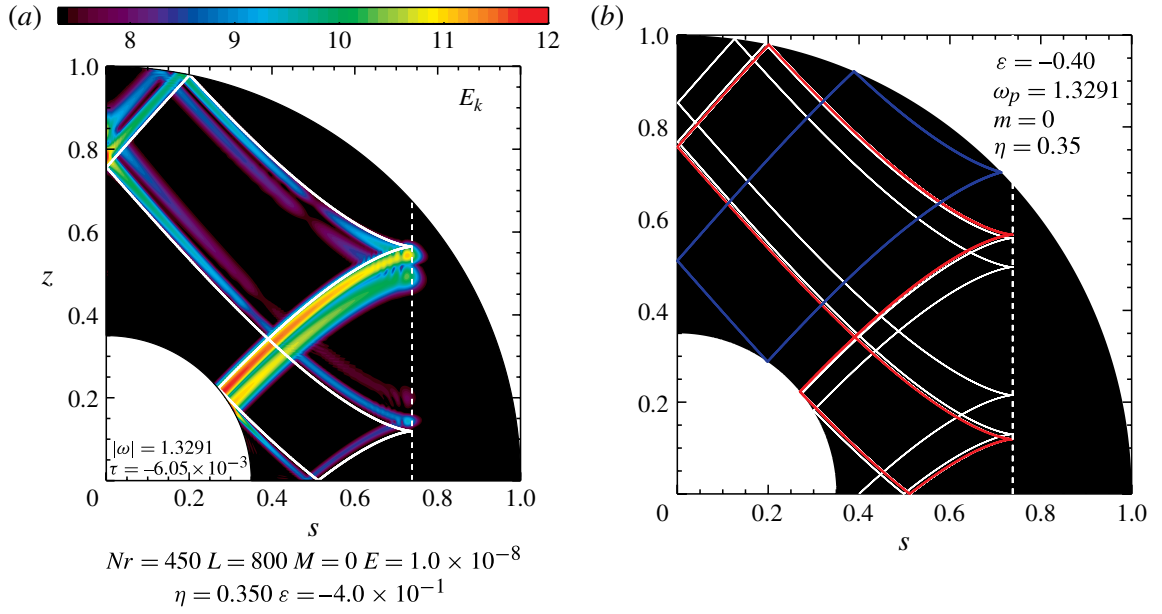 (a)
8 9 10 11 12
E_k
1.0
0.8
0.6
z
0.4
0.2
|ω| = 1.3291
τ = −6.05 × 10⁻³
0 0.2 0.4 0.6 0.8 1.0
s
Nr = 450 L = 800 M = 0 E = 1.0 × 10⁻⁸
η = 0.350 ε = −4.0 × 10⁻¹
(b)
ε = −0.40
ω_p = 1.3291
m = 0
η = 0.35
1.0
0.8
0.6
0.4
0.2
0 0.2 0.4 0.6 0.8 1.0
s